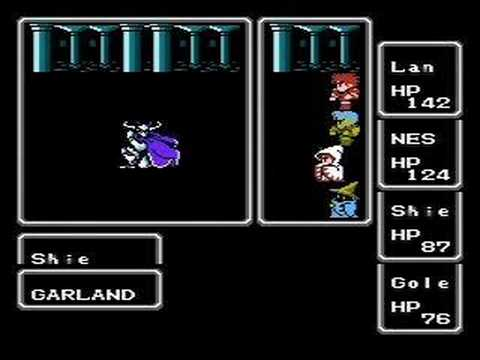 Lan
HP
142
NES
HP
124
Shie
HP
87
Gole
HP
76
Shie
GARLAND